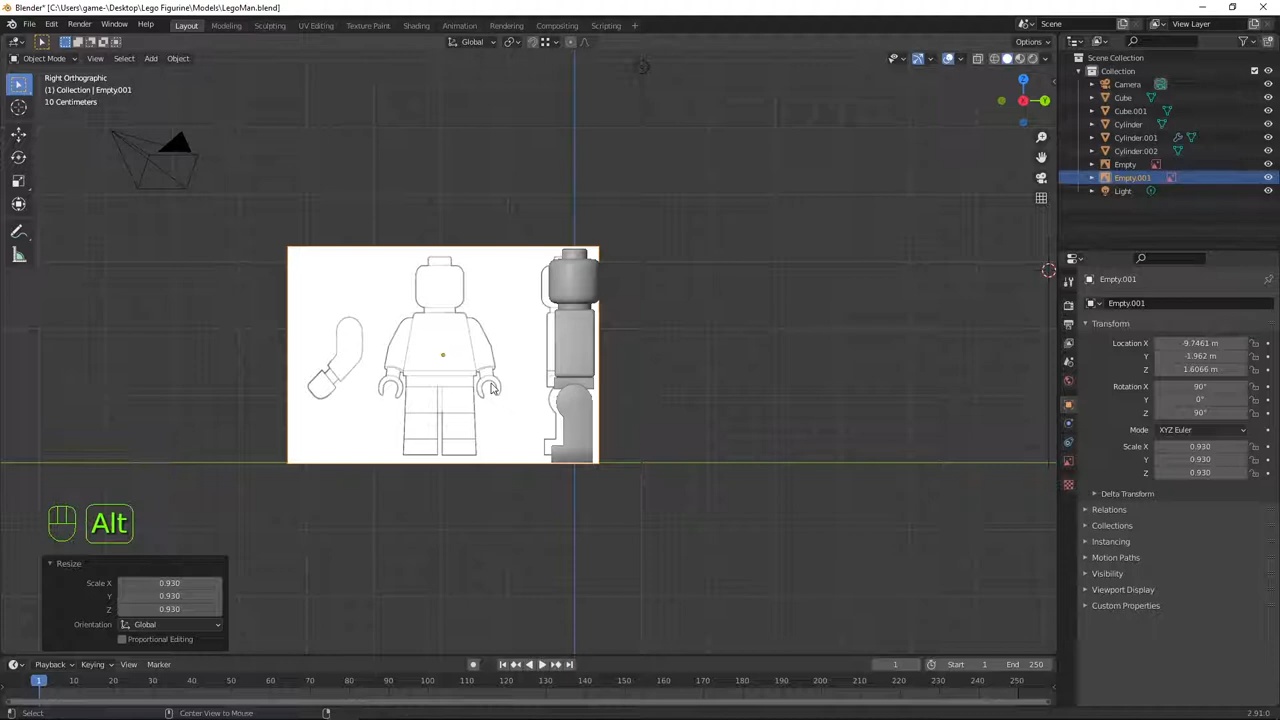 Blender* [C:\Users\game-\Desktop\Lego Figurine\Models\LegoMan.blend]
File Edit Render Window Help Layout Modeling Sculpting UV Editing Texture Paint Shading Animation Rendering Compositing Scripting + Scene View Layer
Global Options
Object Mode View Select Add Object
Right Orthographic
(1) Collection | Empty.001
10 Centimeters
Z
X
Y
Scene Collection
Collection
Camera
Cube
Cube.001
Cylinder
Cylinder.001
Cylinder.002
Empty
Empty.001
Light
Empty.001
Empty.001
Transform
Location X -9.7461 m
Y -1.962 m
Z 1.6066 m
Rotation X 90°
Y 0°
Z 90°
Mode XYZ Euler
Scale X 0.930
Y 0.930
Z 0.930
Delta Transform
Relations
Collections
Instancing
Motion Paths
Visibility
Viewport Display
Custom Properties
Alt
Resize
Scale X 0.930
Y 0.930
Z 0.930
Orientation Global
Proportional Editing
Playback Keying View Marker 1 Start 1 End 250
1 10 20 30 40 50 60 70 80 90 100 110 120 130 140 150 160 170 180 190 200 210 220 230 240 250
Select Center View to Mouse 2.91.0